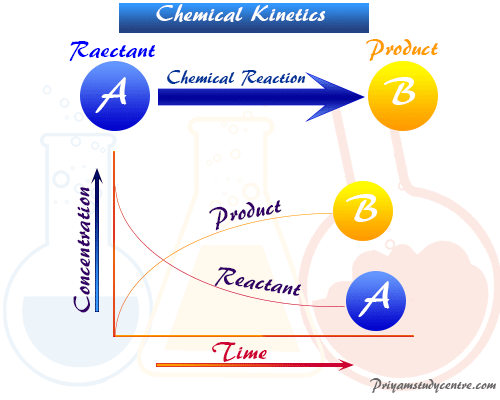 Chemical Kinetics
Raectant
Product
A
Chemical Reaction
B
Concentration
Product
B
Reactant
A
Time
Priyamstudycentre.com